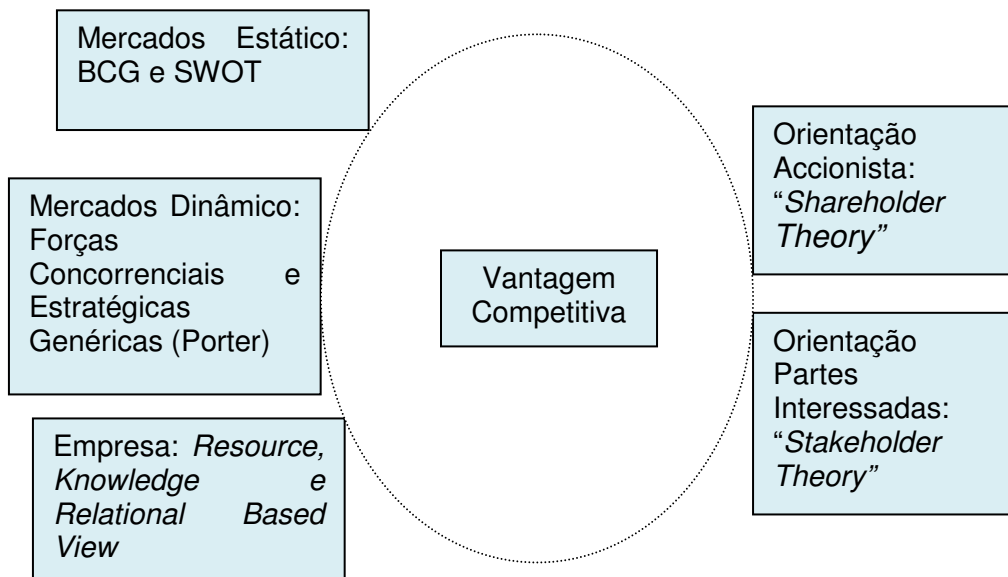 Mercados Estático:
BCG e SWOT
Mercados Dinâmico:
Forças
Concorrenciais e
Estratégicas
Genéricas (Porter)
Empresa: Resource,
Knowledge e
Relational Based
View
Vantagem
Competitiva
Orientação
Accionista:
“Shareholder
Theory”
Orientação
Partes
Interessadas:
“Stakeholder
Theory”